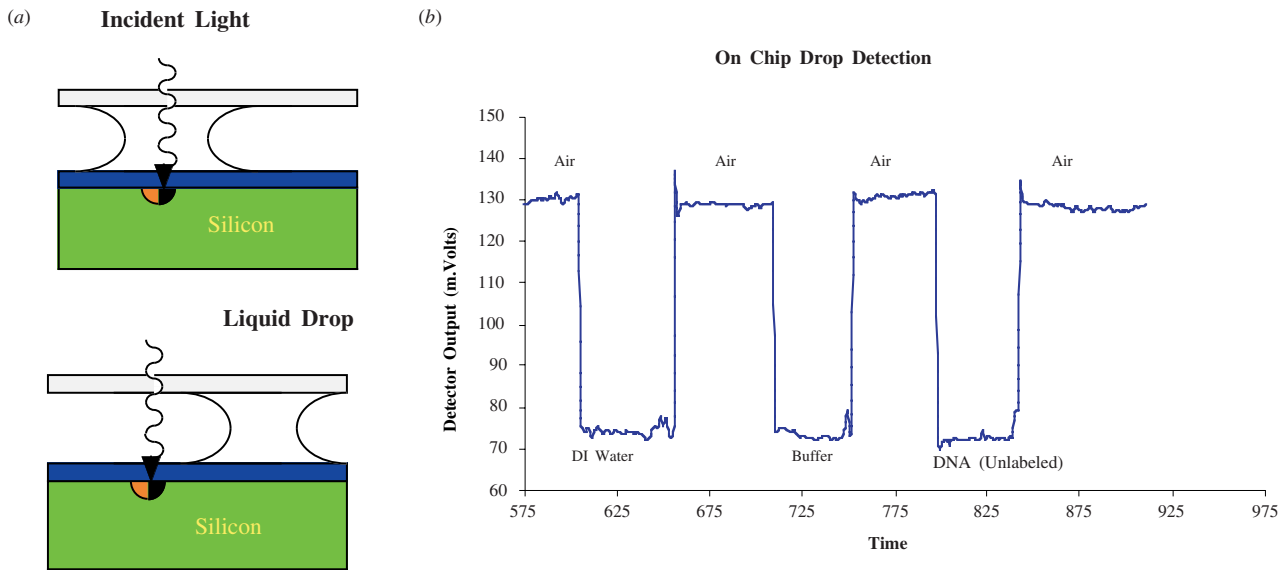 (a)
Incident Light
Silicon
Liquid Drop
Silicon
(b)
On Chip Drop Detection
Detector Output (m.Volts)
150
140
130
120
110
100
90
80
70
60
Air
Air
Air
Air
DI Water
Buffer
DNA (Unlabeled)
575
625
675
725
775
825
875
925
975
Time